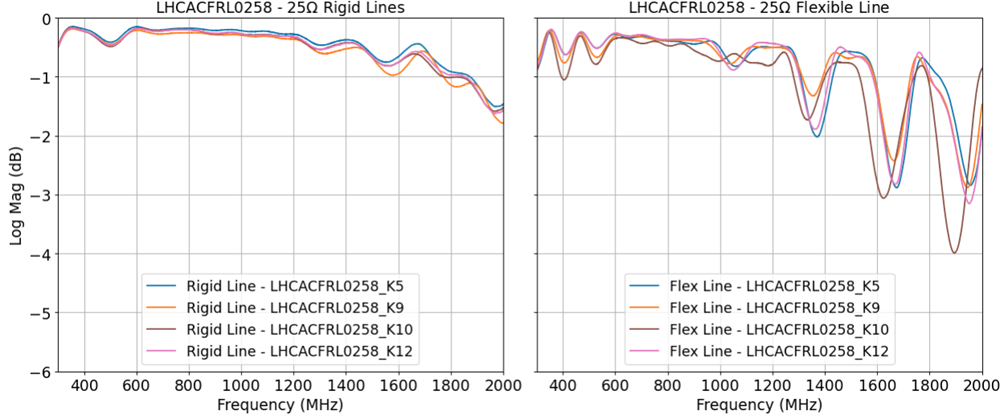 LHCACFRL0258 - 25Ω Rigid Lines
0
−1
−2
−3
−4
−5
−6
Log Mag (dB)
Rigid Line - LHCACFRL0258_K5
Rigid Line - LHCACFRL0258_K9
Rigid Line - LHCACFRL0258_K10
Rigid Line - LHCACFRL0258_K12
400 600 800 1000 1200 1400 1600 1800 2000
Frequency (MHz)
LHCACFRL0258 - 25Ω Flexible Line
Flex Line - LHCACFRL0258_K5
Flex Line - LHCACFRL0258_K9
Flex Line - LHCACFRL0258_K10
Flex Line - LHCACFRL0258_K12
400 600 800 1000 1200 1400 1600 1800 2000
Frequency (MHz)